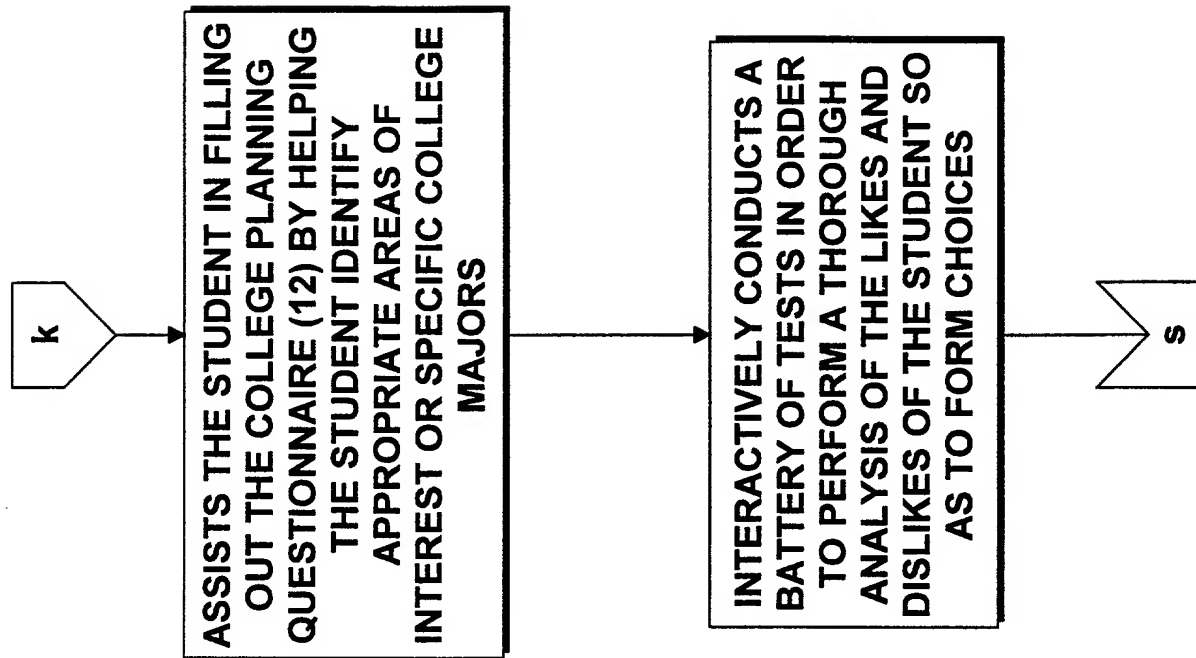 k
ASSISTS THE STUDENT IN FILLING
OUT THE COLLEGE PLANNING
QUESTIONNAIRE (12) BY HELPING
THE STUDENT IDENTIFY
APPROPRIATE AREAS OF
INTEREST OR SPECIFIC COLLEGE
MAJORS
INTERACTIVELY CONDUCTS A
BATTERY OF TESTS IN ORDER
TO PERFORM A THOROUGH
ANALYSIS OF THE LIKES AND
DISLIKES OF THE STUDENT SO
AS TO FORM CHOICES
s